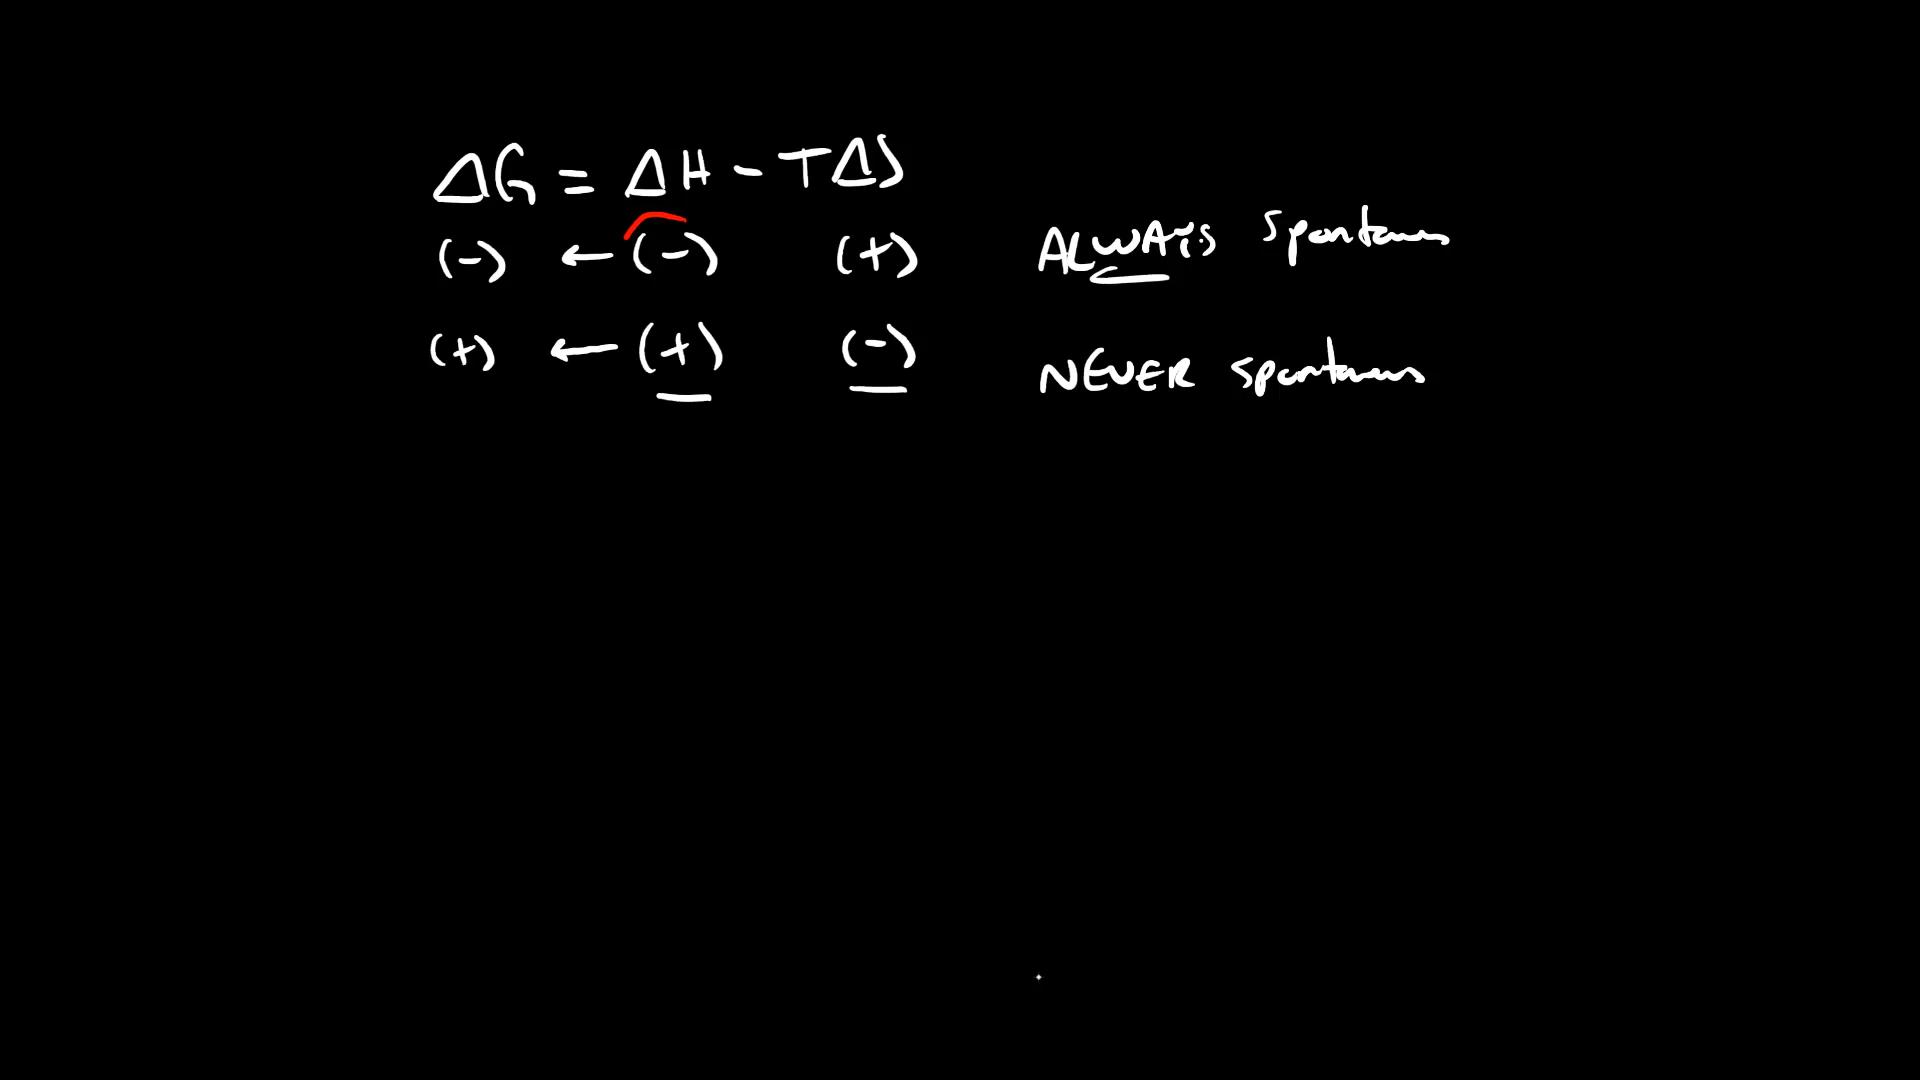 ΔG = ΔH - TΔS
(-) ← (-) (+) ALWAYS spontaneous
(+) ← (+) (-) NEVER spontaneous